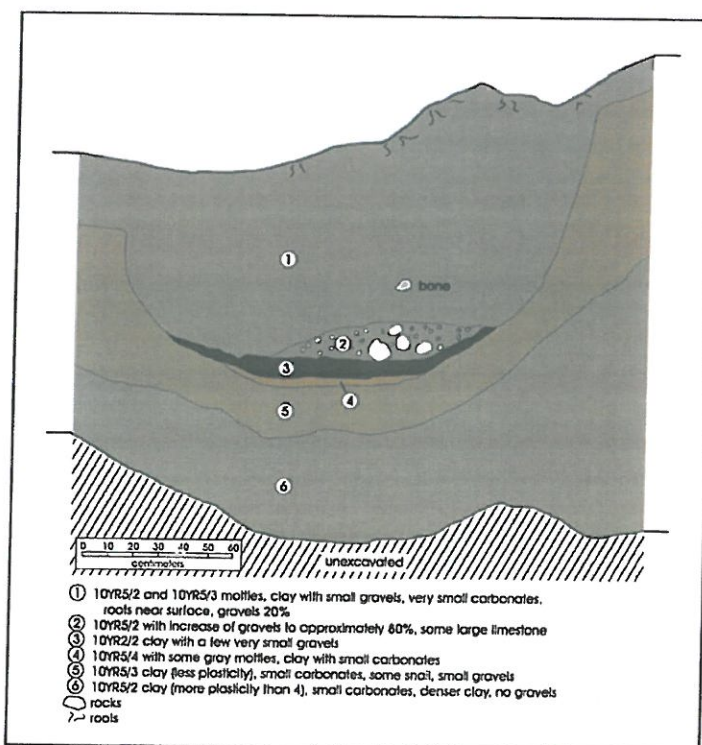 ①
bone
②
③
④
⑤
⑥
0 10 20 30 40 50 60
centimeters
unexcavated
① 10YR5/2 and 10YR5/3 mottles, clay with small gravels, very small carbonates,
roots near surface, gravels 20%
② 10YR5/2 with increase of gravels to approximately 60%, some large limestone
③ 10YR2/2 clay with a few very small gravels
④ 10YR5/4 with some gray mottles, clay with small carbonates
⑤ 10YR5/3 clay (less plasticity), small carbonates, some snail, small gravels
⑥ 10YR5/2 clay (more plasticity than 4), small carbonates, denser clay, no gravels
rocks
roots